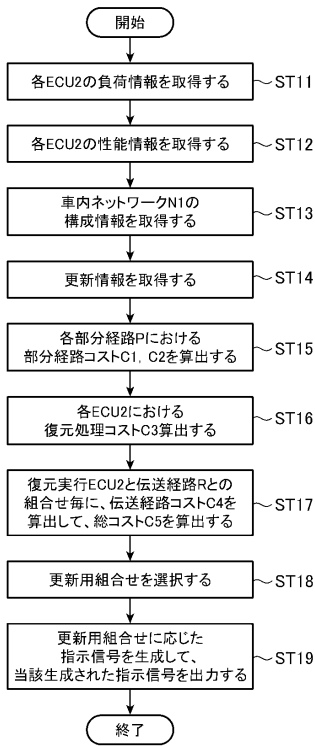 開始
各ECU2の負荷情報を取得する
ST11
各ECU2の性能情報を取得する
ST12
車内ネットワークN1の
構成情報を取得する
ST13
更新情報を取得する
ST14
各部分経路Pにおける
部分経路コストC1, C2を算出する
ST15
各ECU2における
復元処理コストC3算出する
ST16
復元実行ECU2と伝送経路Rとの
組合せ毎に、伝送経路コストC4を
算出して、総コストC5を算出する
ST17
更新用組合せを選択する
ST18
更新用組合せに応じた
指示信号を生成して、
当該生成された指示信号を出力する
ST19
終了